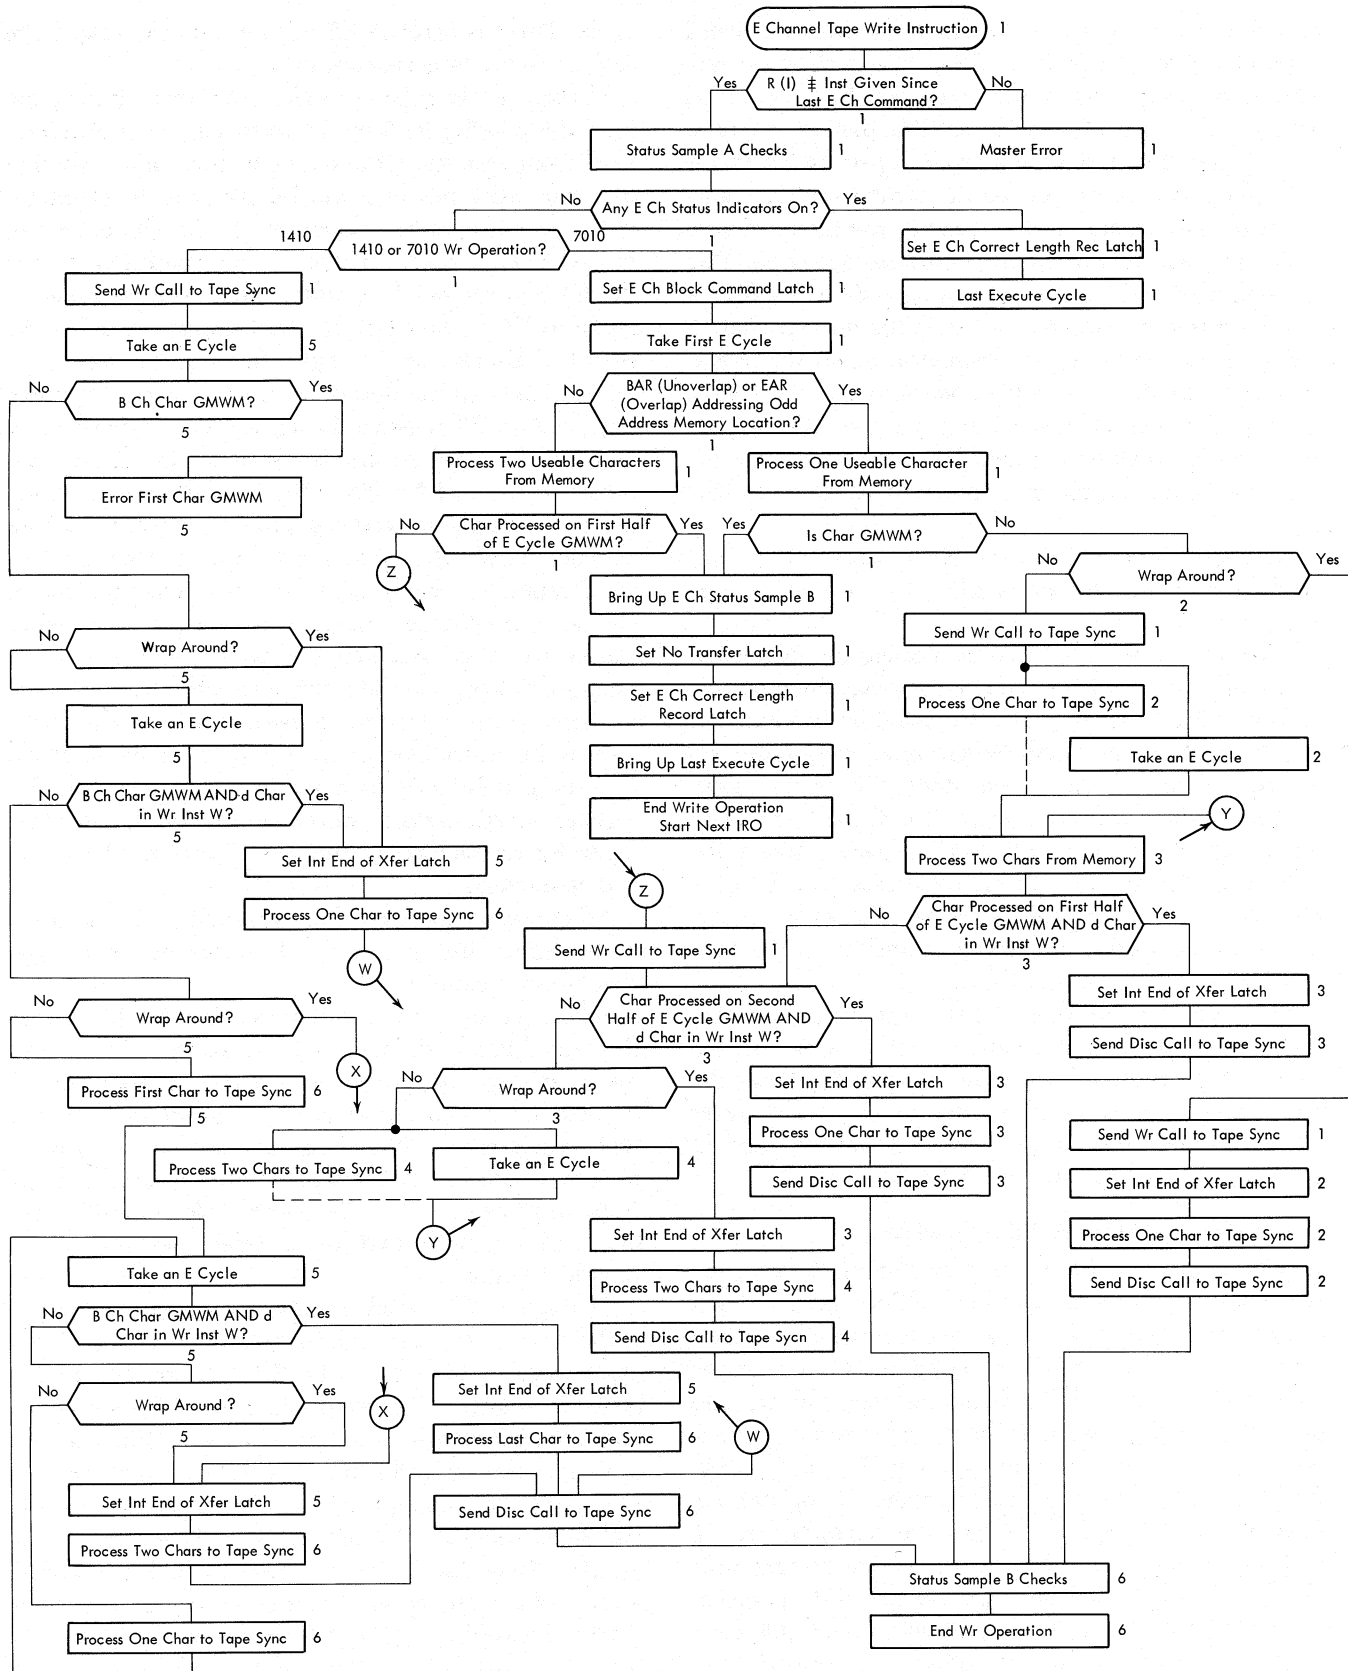 E Channel Tape Write Instruction 1
Yes
R (I) ⧧ Inst Given Since
Last E Ch Command?
No
1
Status Sample A Checks 1
Master Error 1
No
Any E Ch Status Indicators On?
Yes
1
1410
1410 or 7010 Wr Operation?
7010
1
Set E Ch Correct Length Rec Latch 1
Send Wr Call to Tape Sync 1
Set E Ch Block Command Latch 1
Last Execute Cycle 1
Take an E Cycle 5
Take First E Cycle 1
No
B Ch Char GMWM?
Yes
5
No
BAR (Unoverlap) or EAR
(Overlap) Addressing Odd
Address Memory Location?
Yes
1
Error First Char GMWM
5
Process Two Useable Characters
From Memory
1
Process One Useable Character
From Memory
1
No
Char Processed on First Half
of E Cycle GMWM?
Yes
1
Yes
Is Char GMWM?
No
1
Z
No
Wrap Around?
Yes
2
Bring Up E Ch Status Sample B 1
Send Wr Call to Tape Sync 1
No
Wrap Around?
Yes
5
Set No Transfer Latch 1
Process One Char to Tape Sync 2
Take an E Cycle
5
Set E Ch Correct Length
Record Latch
1
Take an E Cycle 2
Bring Up Last Execute Cycle 1
No
B Ch Char GMWM AND d Char
in Wr Inst W?
Yes
5
End Write Operation
Start Next IRO
1
Y
Set Int End of Xfer Latch 5
Process Two Chars From Memory 3
Process One Char to Tape Sync 6
Z
W
Send Wr Call to Tape Sync 1
No
Char Processed on First Half
of E Cycle GMWM AND d Char
in Wr Inst W?
Yes
3
No
Wrap Around?
Yes
5
No
Char Processed on Second
Half of E Cycle GMWM AND
d Char in Wr Inst W?
Yes
3
Set Int End of Xfer Latch 3
Send Disc Call to Tape Sync 3
X
Process First Char to Tape Sync 6
5
No
Wrap Around?
Yes
3
Set Int End of Xfer Latch 3
Process One Char to Tape Sync 3
Send Wr Call to Tape Sync 1
Process Two Chars to Tape Sync 4
Take an E Cycle 4
Send Disc Call to Tape Sync 3
Set Int End of Xfer Latch 2
Y
Set Int End of Xfer Latch 3
Process One Char to Tape Sync 2
Take an E Cycle 5
Process Two Chars to Tape Sync 4
Send Disc Call to Tape Sync 2
No
B Ch Char GMWM AND d
Char in Wr Inst W?
Yes
5
Send Disc Call to Tape Sycn 4
No
Wrap Around ?
Yes
5
X
Set Int End of Xfer Latch 5
Process Last Char to Tape Sync 6
W
Set Int End of Xfer Latch 5
Send Disc Call to Tape Sync 6
Process Two Chars to Tape Sync 6
Status Sample B Checks 6
Process One Char to Tape Sync 6
End Wr Operation 6